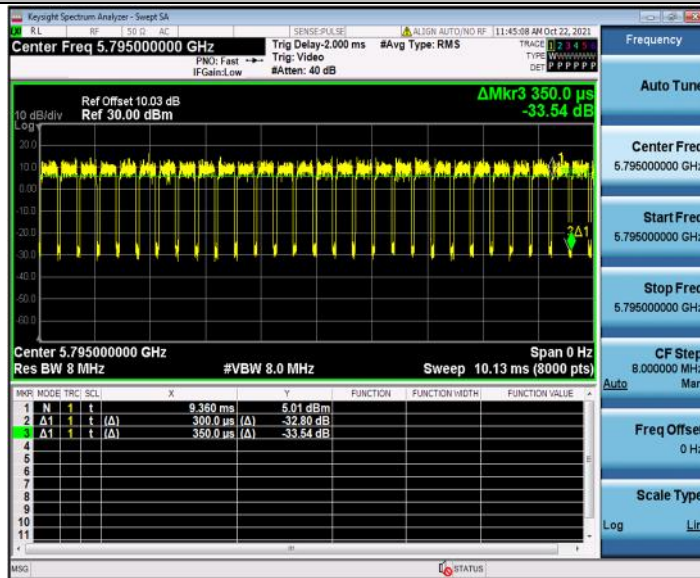 Keysight Spectrum Analyzer - Swept SA
RL RF 50 Ω AC SENSE:PULSE ALIGN AUTO/NO RF 11:45:08 AM Oct 22, 2021
Center Freq 5.795000000 GHz Trig Delay-2.000 ms #Avg Type: RMS TRACE 1 2 3 4 5 6
PNO: Fast Trig: Video TYPE
IFGain:Low #Atten: 40 dB DET P P P P P P
Frequency
Auto Tune
ΔMkr3 350.0 µs
-33.54 dB
Ref Offset 10.03 dB
10 dB/div Ref 30.00 dBm
Log
20.0
10.0
0.00
-10.0
-20.0
-30.0
-40.0
-50.0
-60.0
1
3Δ1
Center 5.795000000 GHz Span 0 Hz
Res BW 8 MHz #VBW 8.0 MHz Sweep 10.13 ms (8000 pts)
MKR MODE TRC SCL X Y FUNCTION FUNCTION WIDTH FUNCTION VALUE
1 N 1 t 9.360 ms 5.01 dBm
2 Δ1 1 t (Δ) 300.0 µs (Δ) -32.80 dB
3 Δ1 1 t (Δ) 350.0 µs (Δ) -33.54 dB
4
5
6
7
8
9
10
11
Center Freq
5.795000000 GHz
Start Freq
5.795000000 GHz
Stop Freq
5.795000000 GHz
CF Step
8.000000 MHz
Auto Man
Freq Offset
0 Hz
Scale Type
Log Lin
MSG STATUS